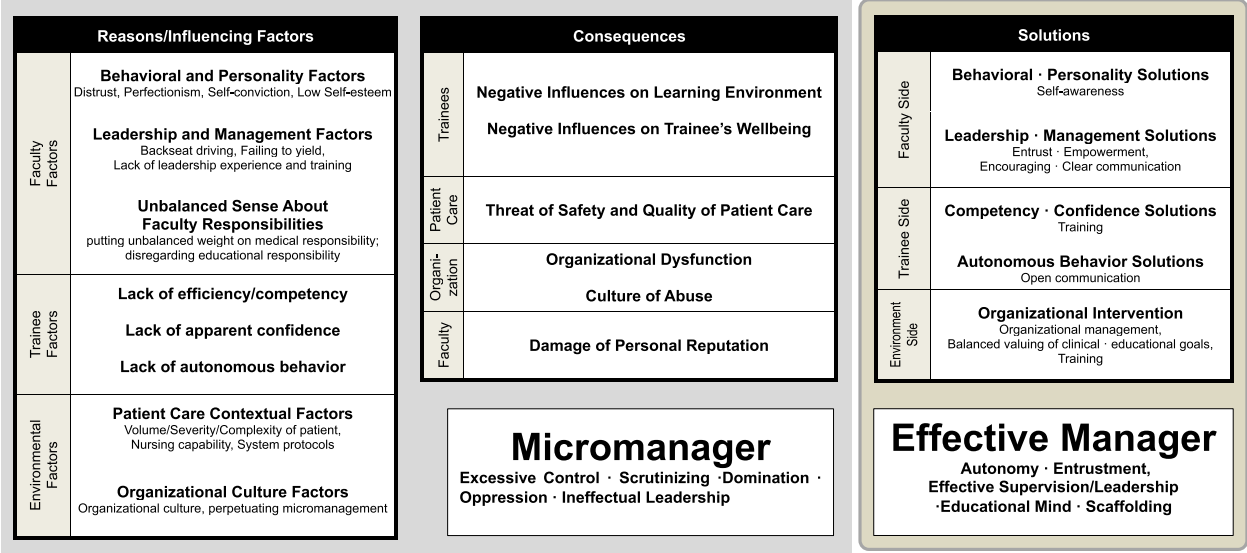 Reasons/Influencing Factors
Faculty
Factors
Behavioral and Personality Factors
Distrust, Perfectionism, Self-conviction, Low Self-esteem
Leadership and Management Factors
Backseat driving, Failing to yield,
Lack of leadership experience and training
Unbalanced Sense About
Faculty Responsibilities
putting unbalanced weight on medical responsibility;
disregarding educational responsibility
Trainee
Factors
Lack of efficiency/competency
Lack of apparent confidence
Lack of autonomous behavior
Environmental
Factors
Patient Care Contextual Factors
Volume/Severity/Complexity of patient,
Nursing capability, System protocols
Organizational Culture Factors
Organizational culture, perpetuating micromanagement
Consequences
Trainees
Negative Influences on Learning Environment
Negative Influences on Trainee’s Wellbeing
Patient
Care
Threat of Safety and Quality of Patient Care
Organi-
zation
Organizational Dysfunction
Culture of Abuse
Faculty
Damage of Personal Reputation
Micromanager
Excessive Control · Scrutinizing ·Domination ·
Oppression · Ineffectual Leadership
Solutions
Faculty Side
Behavioral · Personality Solutions
Self-awareness
Leadership · Management Solutions
Entrust · Empowerment,
Encouraging · Clear communication
Trainee Side
Competency · Confidence Solutions
Training
Autonomous Behavior Solutions
Open communication
Environment
Side
Organizational Intervention
Organizational management,
Balanced valuing of clinical · educational goals,
Training
Effective Manager
Autonomy · Entrustment,
Effective Supervision/Leadership
·Educational Mind · Scaffolding